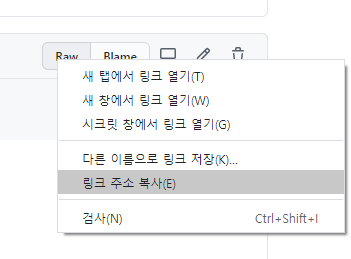 Raw Blame
새 탭에서 링크 열기(T)
새 창에서 링크 열기(W)
시크릿 창에서 링크 열기(G)
다른 이름으로 링크 저장(K)...
링크 주소 복사(E)
검사(N) Ctrl+Shift+I